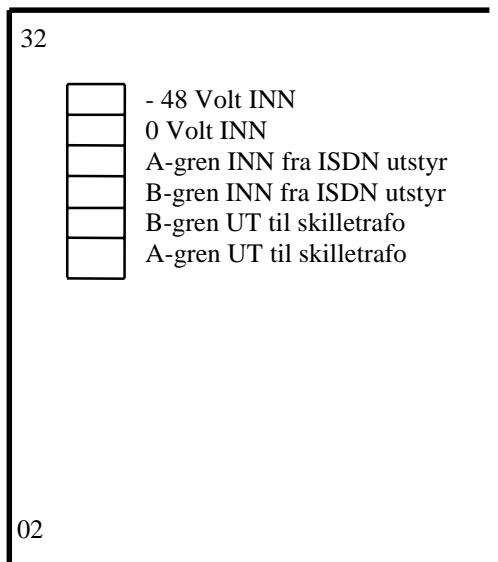 32
- 48 Volt INN
0 Volt INN
A-gren INN fra ISDN utstyr
B-gren INN fra ISDN utstyr
B-gren UT til skilletrafo
A-gren UT til skilletrafo
02